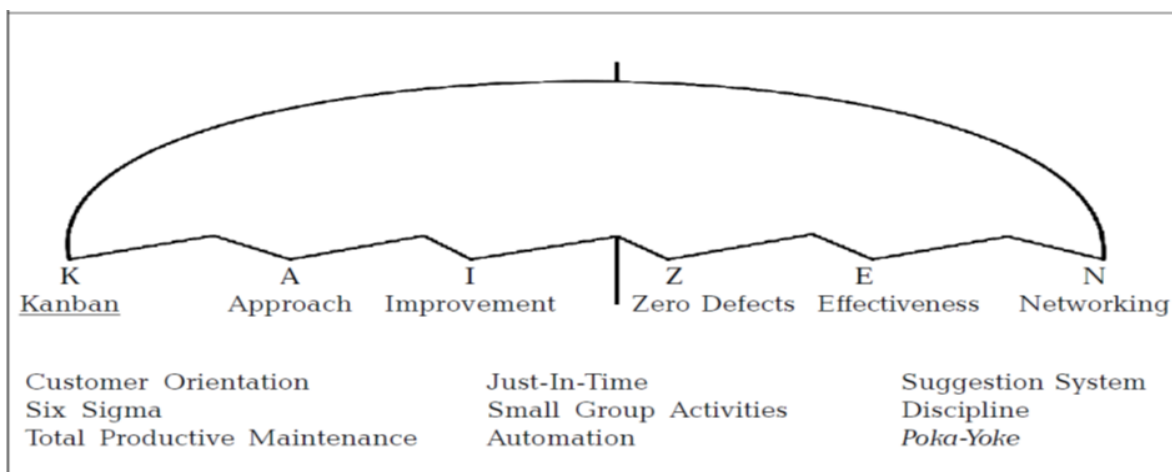 K A I Z E N
Kanban Approach Improvement Zero Defects Effectiveness Networking
Customer Orientation Just-In-Time Suggestion System
Six Sigma Small Group Activities Discipline
Total Productive Maintenance Automation Poka-Yoke